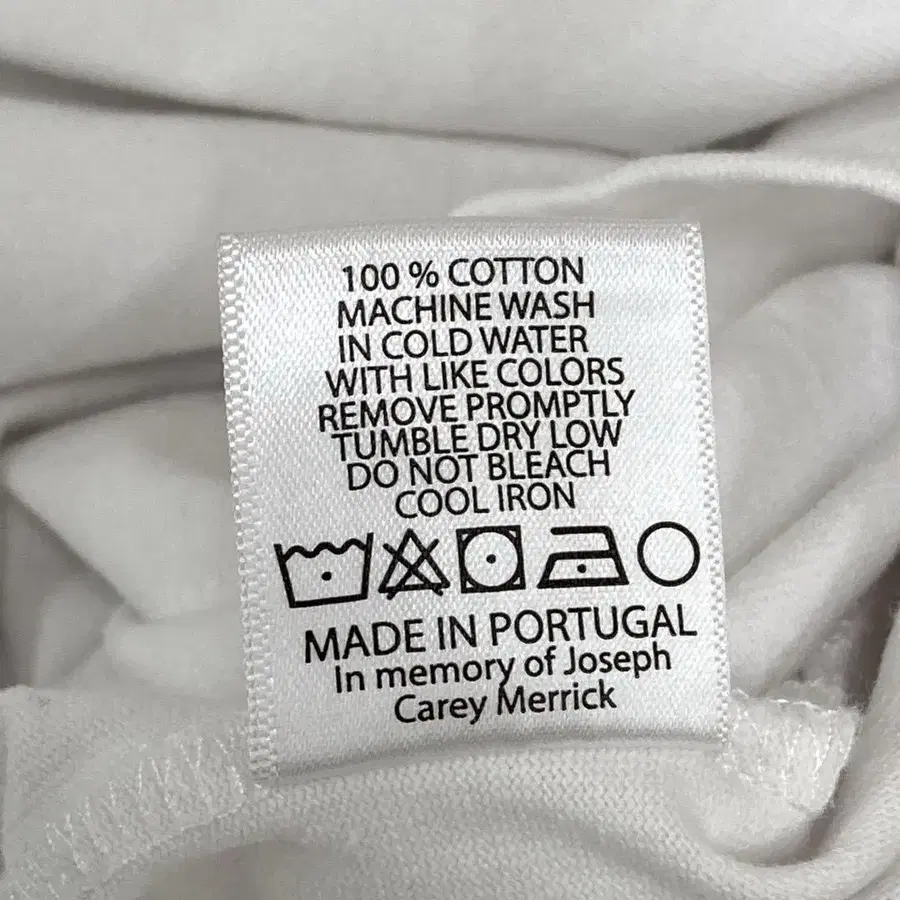 100 % COTTON
MACHINE WASH
IN COLD WATER
WITH LIKE COLORS
REMOVE PROMPTLY
TUMBLE DRY LOW
DO NOT BLEACH
COOL IRON
MADE IN PORTUGAL
In memory of Joseph
Carey Merrick